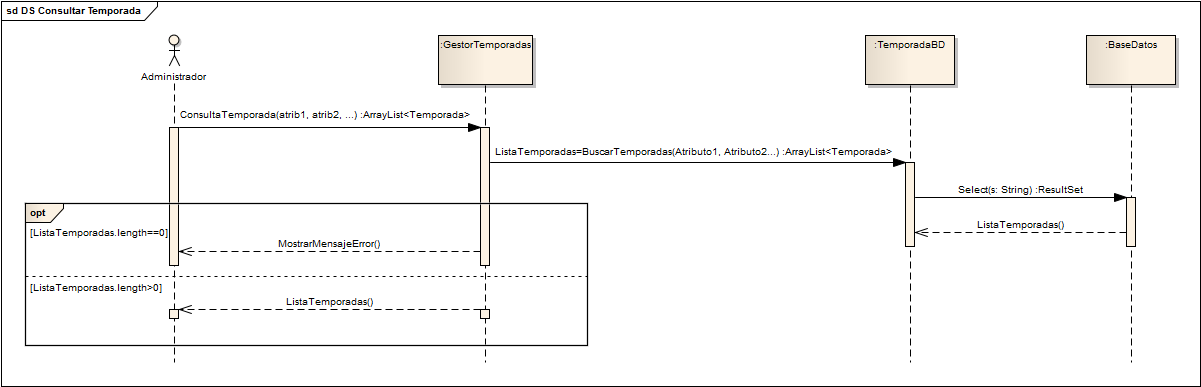 sd DS Consultar Temporada
Administrador
:GestorTemporadas
:TemporadaBD
:BaseDatos
ConsultaTemporada(atrib1, atrib2, ...) :ArrayList<Temporada>
ListaTemporadas=BuscarTemporadas(Atributo1, Atributo2...) :ArrayList<Temporada>
Select(s: String) :ResultSet
ListaTemporadas()
opt
[ListaTemporadas.length==0]
MostrarMensajeError()
[ListaTemporadas.length>0]
ListaTemporadas()